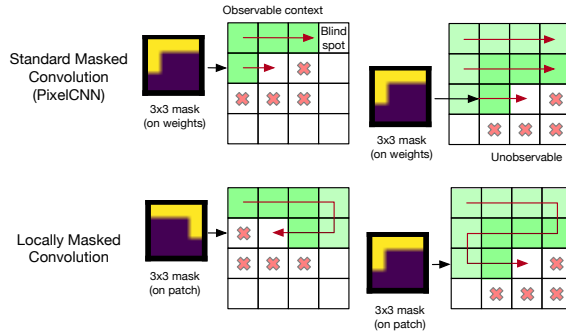 Observable context
Blind
spot
Standard Masked
Convolution
(PixelCNN)
3x3 mask
(on weights)
3x3 mask
(on weights)
Unobservable
Locally Masked
Convolution
3x3 mask
(on patch)
3x3 mask
(on patch)